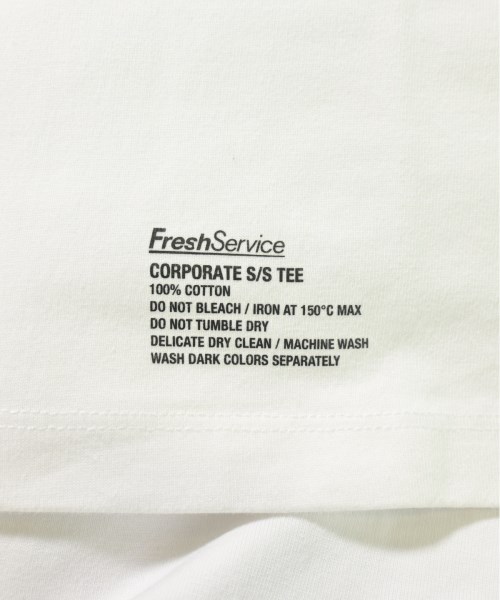 FreshService
CORPORATE S/S TEE
100% COTTON
DO NOT BLEACH / IRON AT 150°C MAX
DO NOT TUMBLE DRY
DELICATE DRY CLEAN / MACHINE WASH
WASH DARK COLORS SEPARATELY